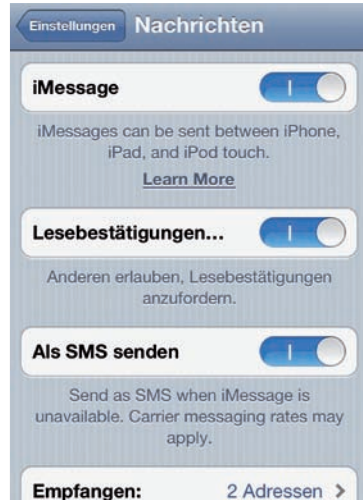 Einstellungen Nachrichten
iMessage
iMessages can be sent between iPhone,
iPad, and iPod touch.
Learn More
Lesebestätigungen...
Anderen erlauben, Lesebestätigungen
anzufordern.
Als SMS senden
Send as SMS when iMessage is
unavailable. Carrier messaging rates may
apply.
Empfangen: 2 Adressen >